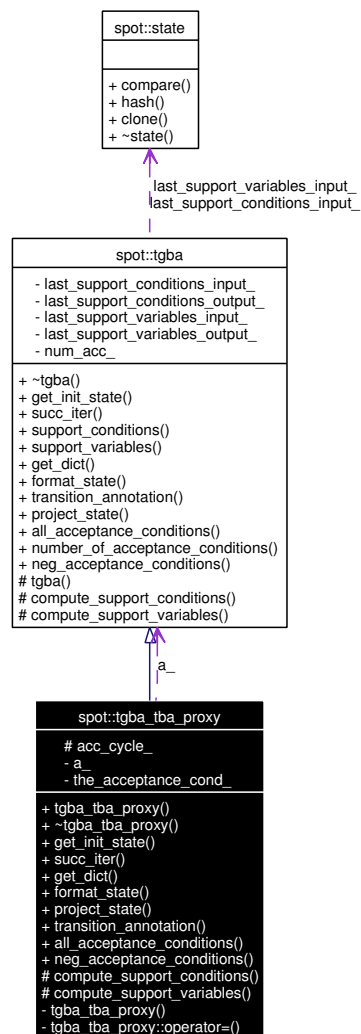 spot::state
+ compare()
+ hash()
+ clone()
+ ~state()
last_support_variables_input_
last_support_conditions_input_
spot::tgba
- last_support_conditions_input_
- last_support_conditions_output_
- last_support_variables_input_
- last_support_variables_output_
- num_acc_
+ ~tgba()
+ get_init_state()
+ succ_iter()
+ support_conditions()
+ support_variables()
+ get_dict()
+ format_state()
+ transition_annotation()
+ project_state()
+ all_acceptance_conditions()
+ number_of_acceptance_conditions()
+ neg_acceptance_conditions()
# tgba()
# compute_support_conditions()
# compute_support_variables()
a_
spot::tgba_tba_proxy
# acc_cycle_
- a_
- the_acceptance_cond_
+ tgba_tba_proxy()
+ ~tgba_tba_proxy()
+ get_init_state()
+ succ_iter()
+ get_dict()
+ format_state()
+ project_state()
+ transition_annotation()
+ all_acceptance_conditions()
+ neg_acceptance_conditions()
# compute_support_conditions()
# compute_support_variables()
- tgba_tba_proxy()
- tgba_tba_proxy::operator=()